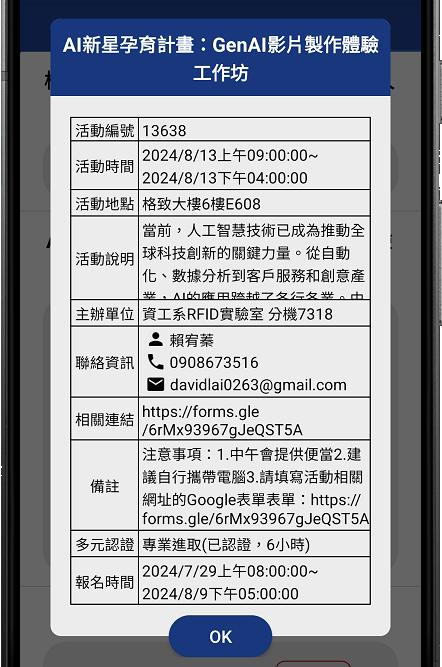 AI新星孕育計畫：GenAI影片製作體驗
工作坊
活動編號 13638
活動時間 2024/8/13上午09:00:00~
2024/8/13下午04:00:00
活動地點 格致大樓6樓E608
活動說明 當前，人工智慧技術已成為推動全
球科技創新的關鍵力量。從自動
化、數據分析到客戶服務和創意產
業，AI的應用跨越了各行各業。由
主辦單位 資工系RFID實驗室 分機7318
聯絡資訊 賴宥蓁
0908673516
davidlai0263@gmail.com
相關連結 https://forms.gle
/6rMx93967gJeQST5A
備註 注意事項：1.中午會提供便當2.建
議自行攜帶電腦3.請填寫活動相關
網址的Google表單表單：https://
forms.gle/6rMx93967gJeQST5A
多元認證 專業進取(已認證，6小時)
報名時間 2024/7/29上午08:00:00~
2024/8/9下午05:00:00
OK